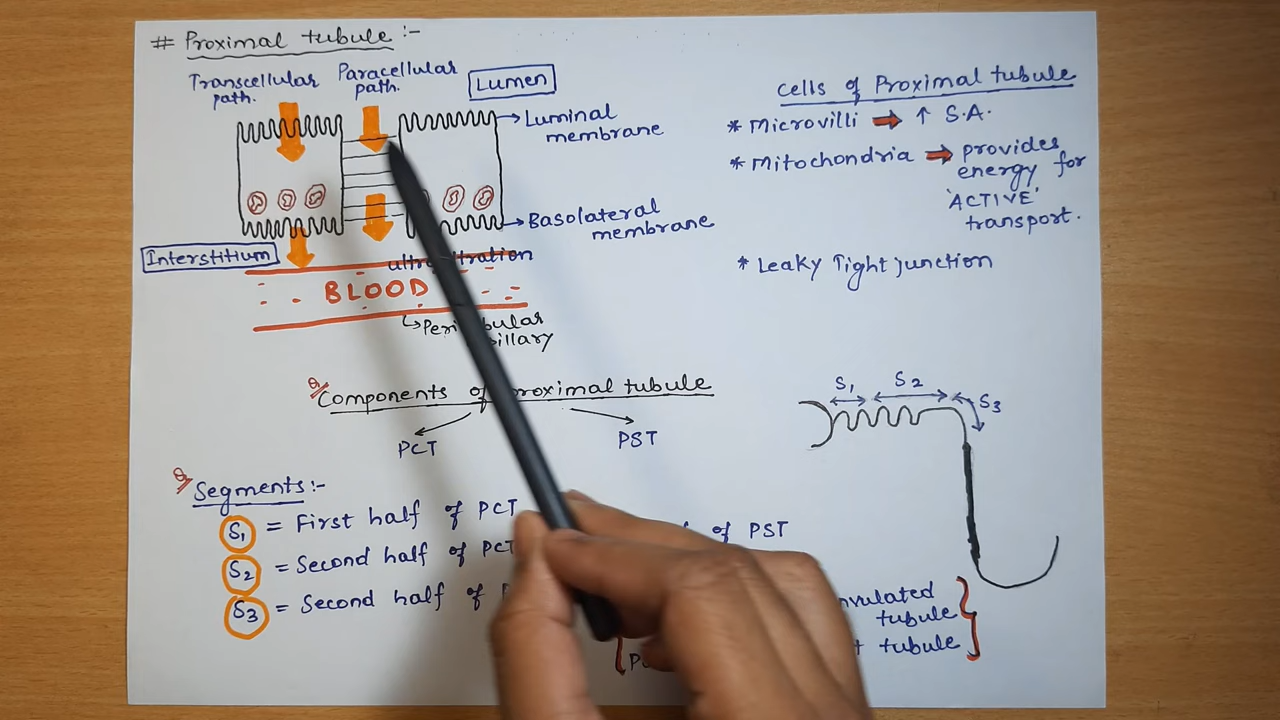 # Proximal tubule :-
Transcellular path.
Paracellular path.
Lumen
Luminal membrane
Basolateral membrane
Interstitium
BLOOD
cells of Proximal tubule
* Microvilli → ↑ S.A.
* Mitochondria → provides
energy for
'ACTIVE'
transport.
* Leaky Tight junction
Components of proximal tubule
PCT
PST
S1 S2 S3
Segments:-
S1 = First half of PCT
S2 = Second half of PCT
of PST
S3 = Second half of
tubule
tubule